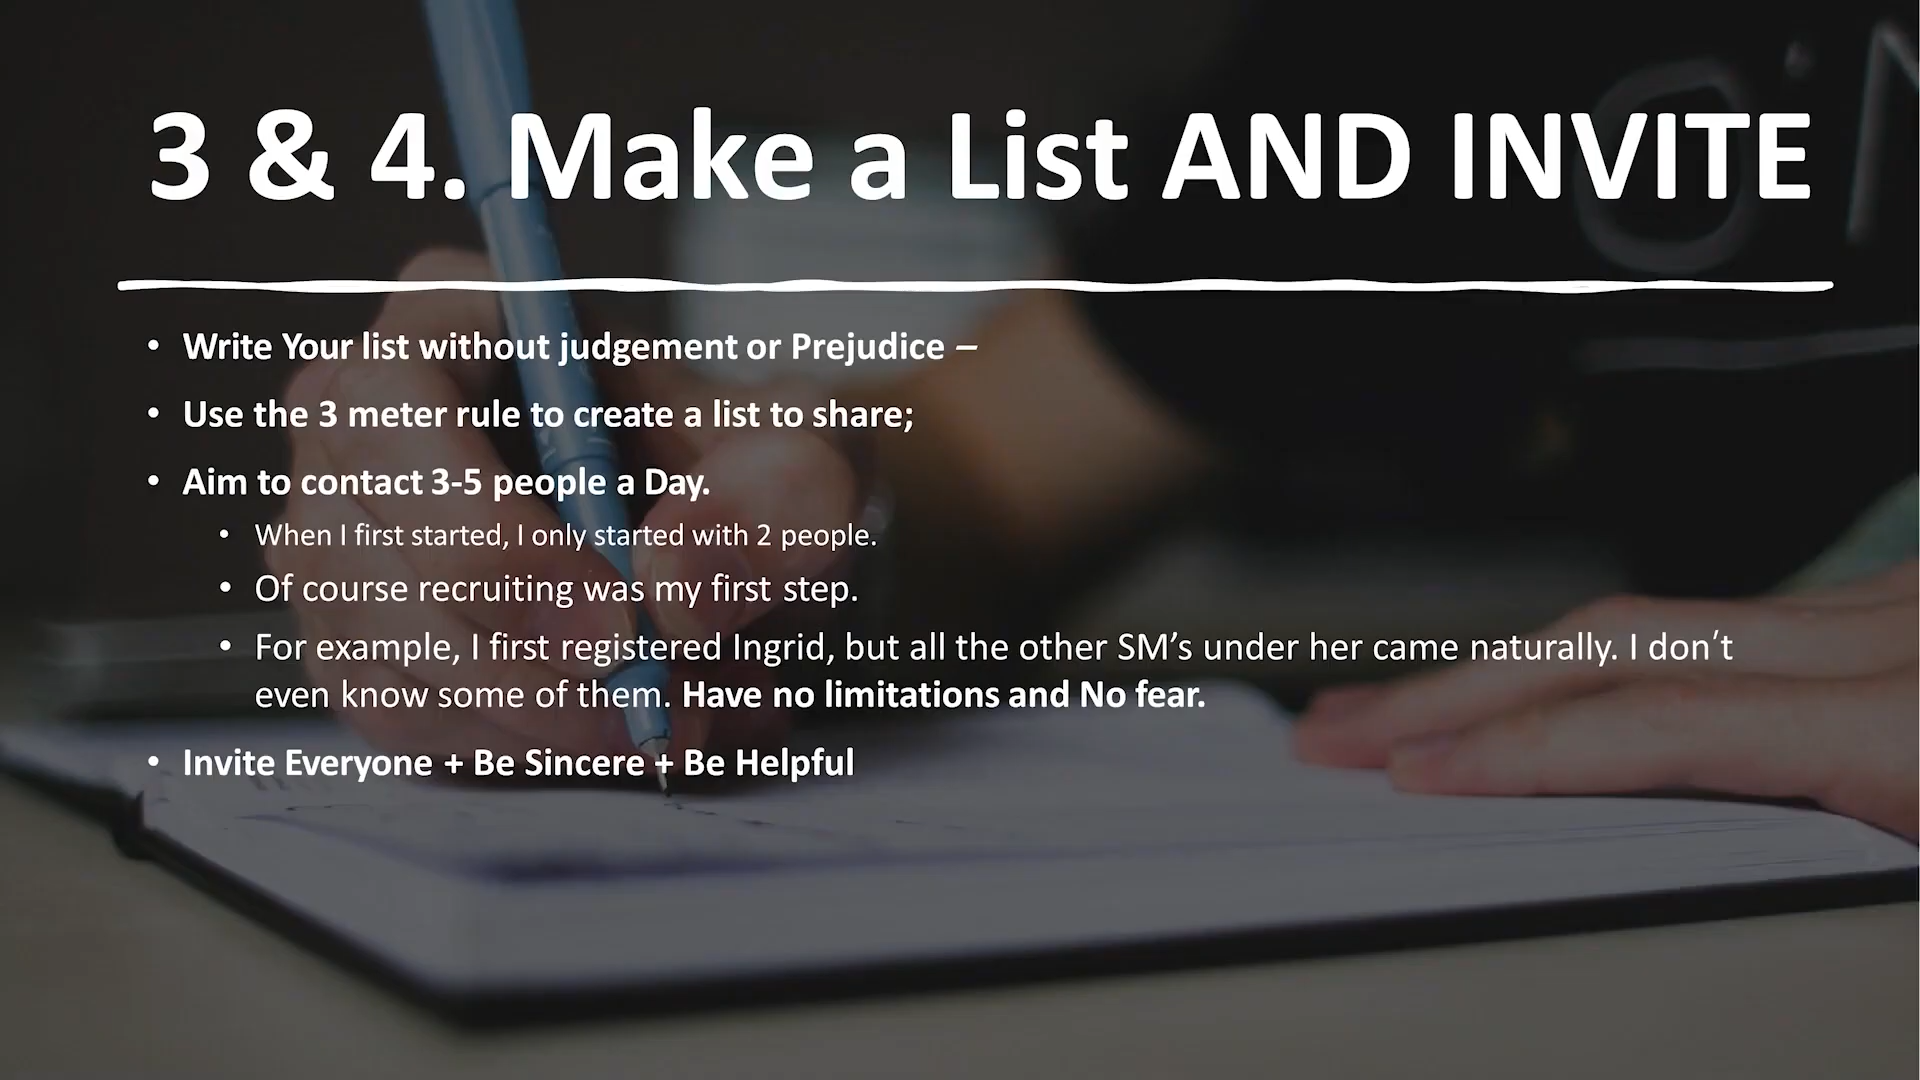 3 & 4. Make a List AND INVITE
• Write Your list without judgement or Prejudice –
• Use the 3 meter rule to create a list to share;
• Aim to contact 3-5 people a Day.
• When I first started, I only started with 2 people.
• Of course recruiting was my first step.
• For example, I first registered Ingrid, but all the other SM’s under her came naturally. I don’t
even know some of them. Have no limitations and No fear.
• Invite Everyone + Be Sincere + Be Helpful